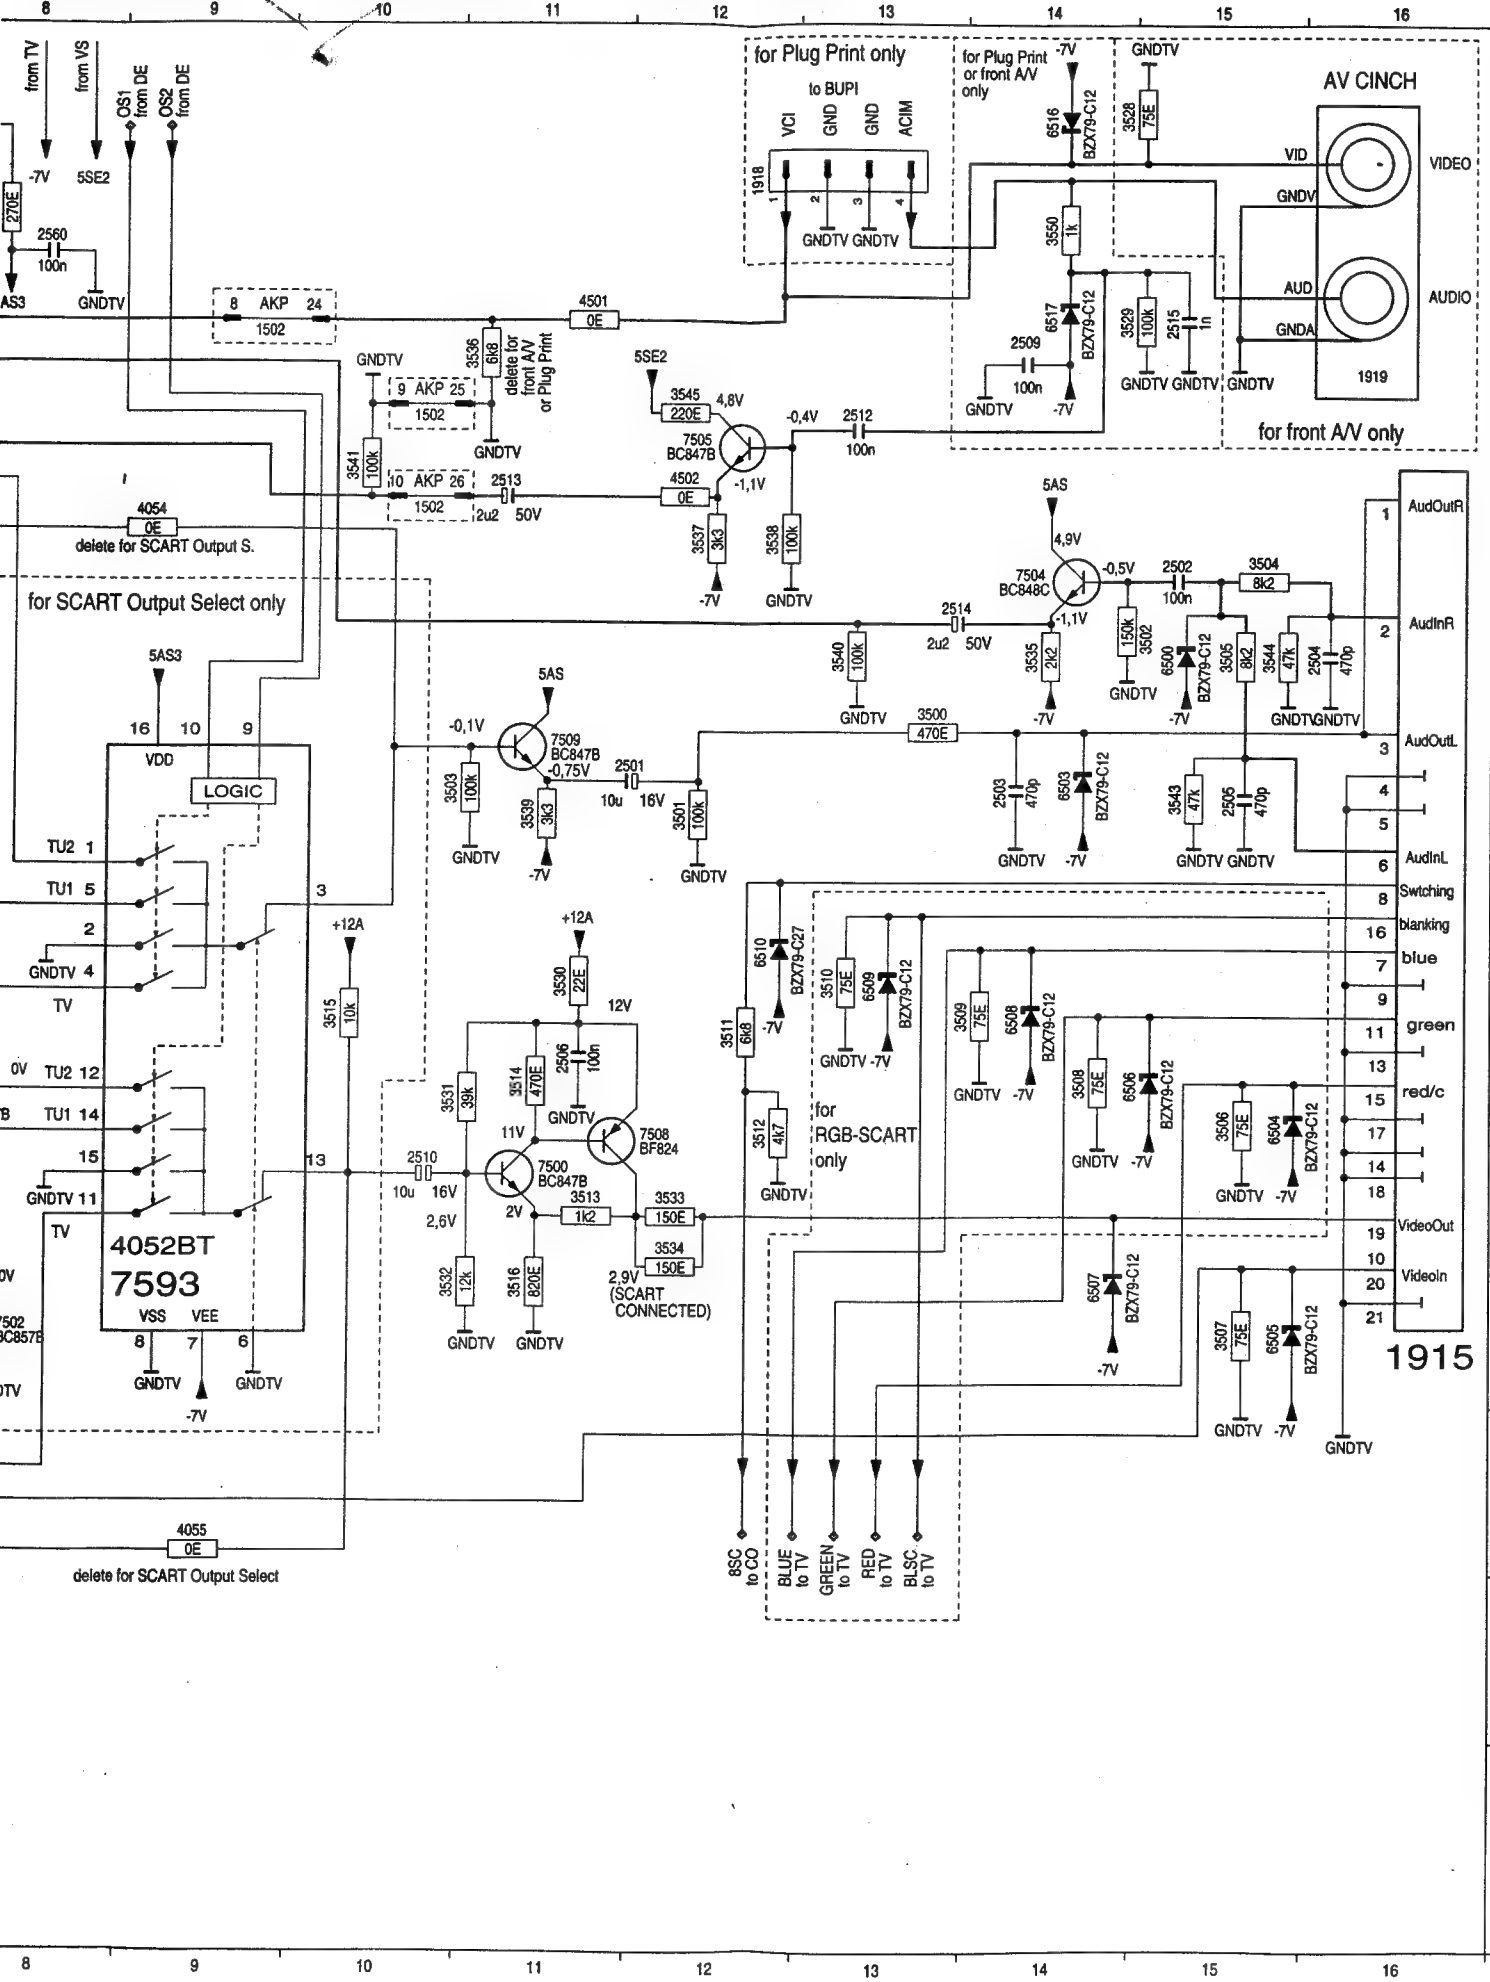 8 9 10 11 12 13 14 15 16
from TV
from VS
OS1
from DE
OS2
from DE
-7V
5SE2
270E
2560
100n
AS3
GNDTV
for Plug Print only
to BUPI
VCI
GND
GND
ACIM
1918
1 2 3 4
GNDTV GNDTV
for Plug Print
or front A/V
only
-7V
6516
BZX79-C12
GNDTV
3528
75E
AV CINCH
VID
VIDEO
GNDV
AUD
AUDIO
GNDA
1919
3550
1k
6517
BZX79-C12
2509
100n
GNDTV
-7V
3529
100k
2515
1n
GNDTV GNDTV GNDTV
for front A/V only
8 AKP 24
1502
4501
0E
3536
6k8
delete for
front A/V
or Plug Print
GNDTV
9 AKP 25
1502
GNDTV
3541
100k
10 AKP 26
1502
2513
2u2 50V
5SE2
3545
220E
4,8V
7505
BC847B
-0,4V
2512
100n
4502
0E
-1,1V
3537
3k3
-7V
3538
100k
GNDTV
4054
0E
delete for SCART Output S.
for SCART Output Select only
5AS
4,9V
7504
BC848C
-0,5V
2502
100n
3504
8k2
-1,1V
2514
2u2 50V
3540
100k
GNDTV
3535
2k2
-7V
150k
3502
GNDTV
6500
BZX79-C12
-7V
3505
8k2
3544
47k
2504
470p
GNDTV GNDTV
1 AudOutR
2 AudInR
3 AudOutL
4
5
6 AudInL
8 Swtching
16 blanking
7 blue
9
11 green
13
15 red/c
17
14
18
19 VideoOut
10
20 VideoIn
21
1915
5AS3
16 10 9
VDD
LOGIC
TU2 1
TU1 5
2
GNDTV 4
TV
3
0V TU2 12
TU1 14
15
GNDTV 11
TV
13
4052BT
7593
VSS VEE
8 7 6
GNDTV
-7V
GNDTV
5AS
-0,1V
7509
BC847B
-0,75V
3503
100k
GNDTV
3539
3k3
-7V
2501
10u 16V
3501
100k
GNDTV
3500
470E
2503
470p
GNDTV
6503
BZX79-C12
-7V
3543
47k
2505
470p
GNDTV GNDTV
+12A
3515
10k
+12A
3530
22E
12V
3531
39k
3514
470E
2506
100n
GNDTV
11V
7508
BF824
2510
10u 16V
7500
BC847B
2,6V
2V
3513
1k2
3533
150E
3534
150E
3532
12k
GNDTV
3516
820E
GNDTV
2,9V
(SCART
CONNECTED)
6510
BZX79-C27
-7V
3511
6k8
3512
4k7
GNDTV
3510
75E
GNDTV
6509
BZX79-C12
-7V
for
RGB-SCART
only
3509
75E
GNDTV
6508
BZX79-C12
-7V
3508
75E
GNDTV
6506
BZX79-C12
-7V
3506
75E
GNDTV
6504
BZX79-C12
-7V
6507
BZX79-C12
-7V
3507
75E
GNDTV
6505
BZX79-C12
-7V
GNDTV
7502
BC857B
4055
0E
delete for SCART Output Select
8SC
to CO
BLUE
to TV
GREEN
to TV
RED
to TV
BLSC
to TV
8 9 10 11 12 13 14 15 16